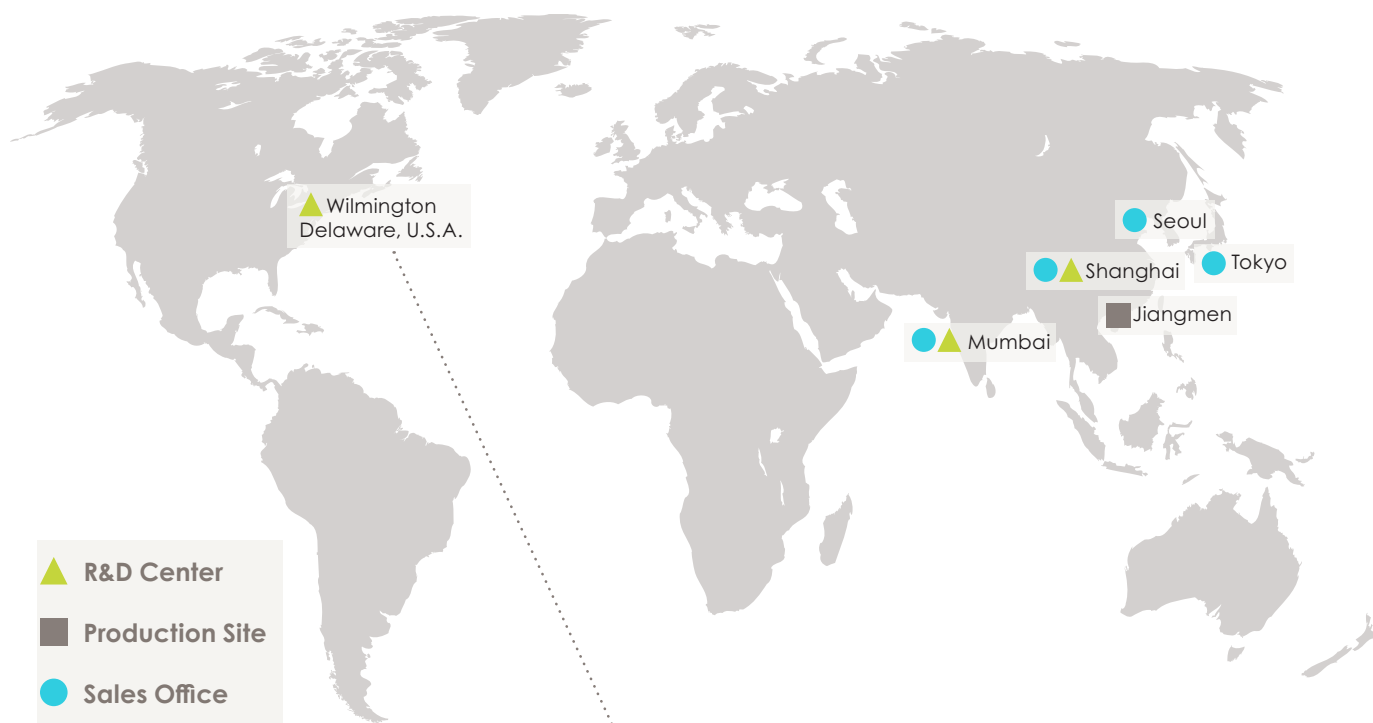 Wilmington
Delaware, U.S.A.
Seoul
Tokyo
Shanghai
Jiangmen
Mumbai
R&D Center
Production Site
Sales Office